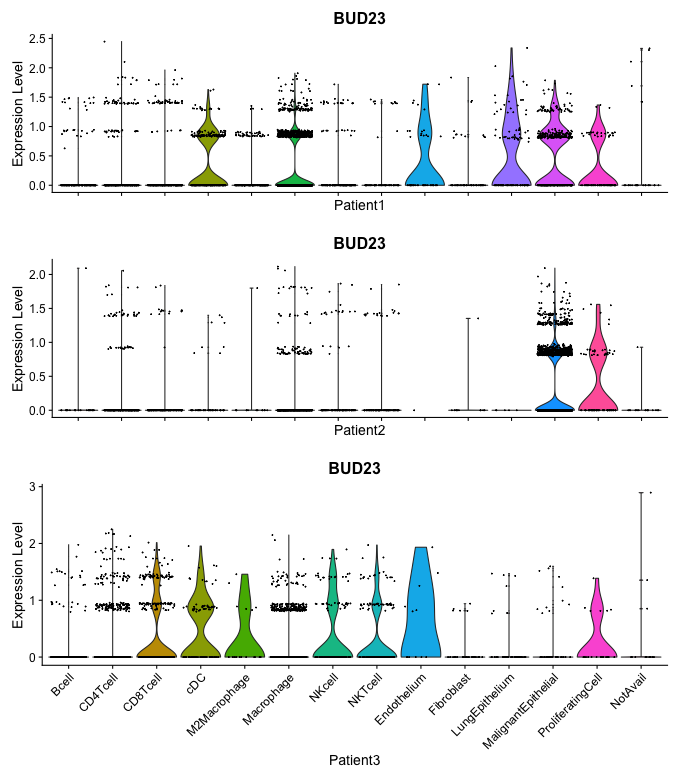 BUD23
Expression Level
2.5
2.0
1.5
1.0
0.5
0.0
Patient1
BUD23
Expression Level
2.0
1.5
1.0
0.5
0.0
Patient2
BUD23
Expression Level
3
2
1
0
Bcell
CD4Tcell
CD8Tcell
cDC
M2Macrophage
Macrophage
NKcell
NKTcell
Endothelium
Fibroblast
LungEpithelium
MalignantEpithelial
ProliferatingCell
NotAvail
Patient3